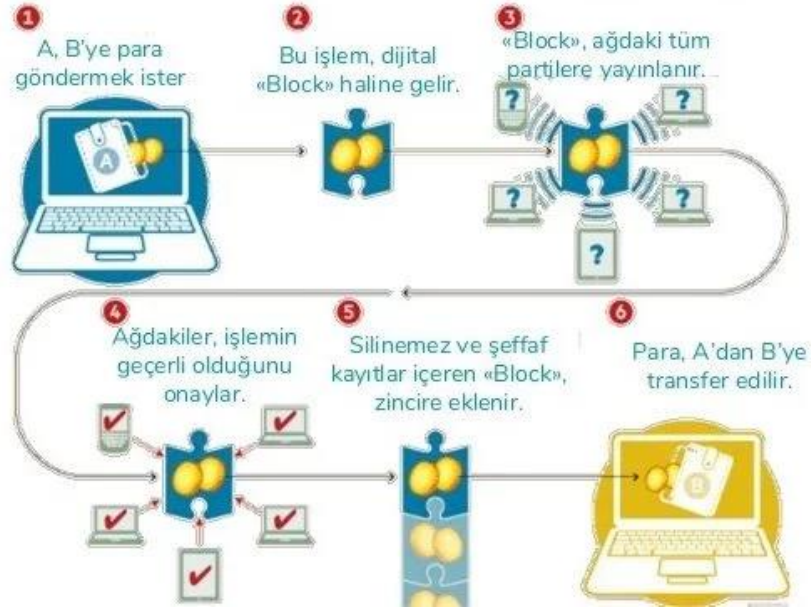 1
A, B'ye para
göndermek ister
A
2
Bu işlem, dijital
«Block» haline gelir.
3
«Block», ağdaki tüm
partilere yayınlanır.
?
?
?
?
?
4
Ağdakiler, işlemin
geçerli olduğunu
onaylar.
5
Silinemez ve şeffaf
kayıtlar içeren «Block»,
zincire eklenir.
6
Para, A'dan B'ye
transfer edilir.
B